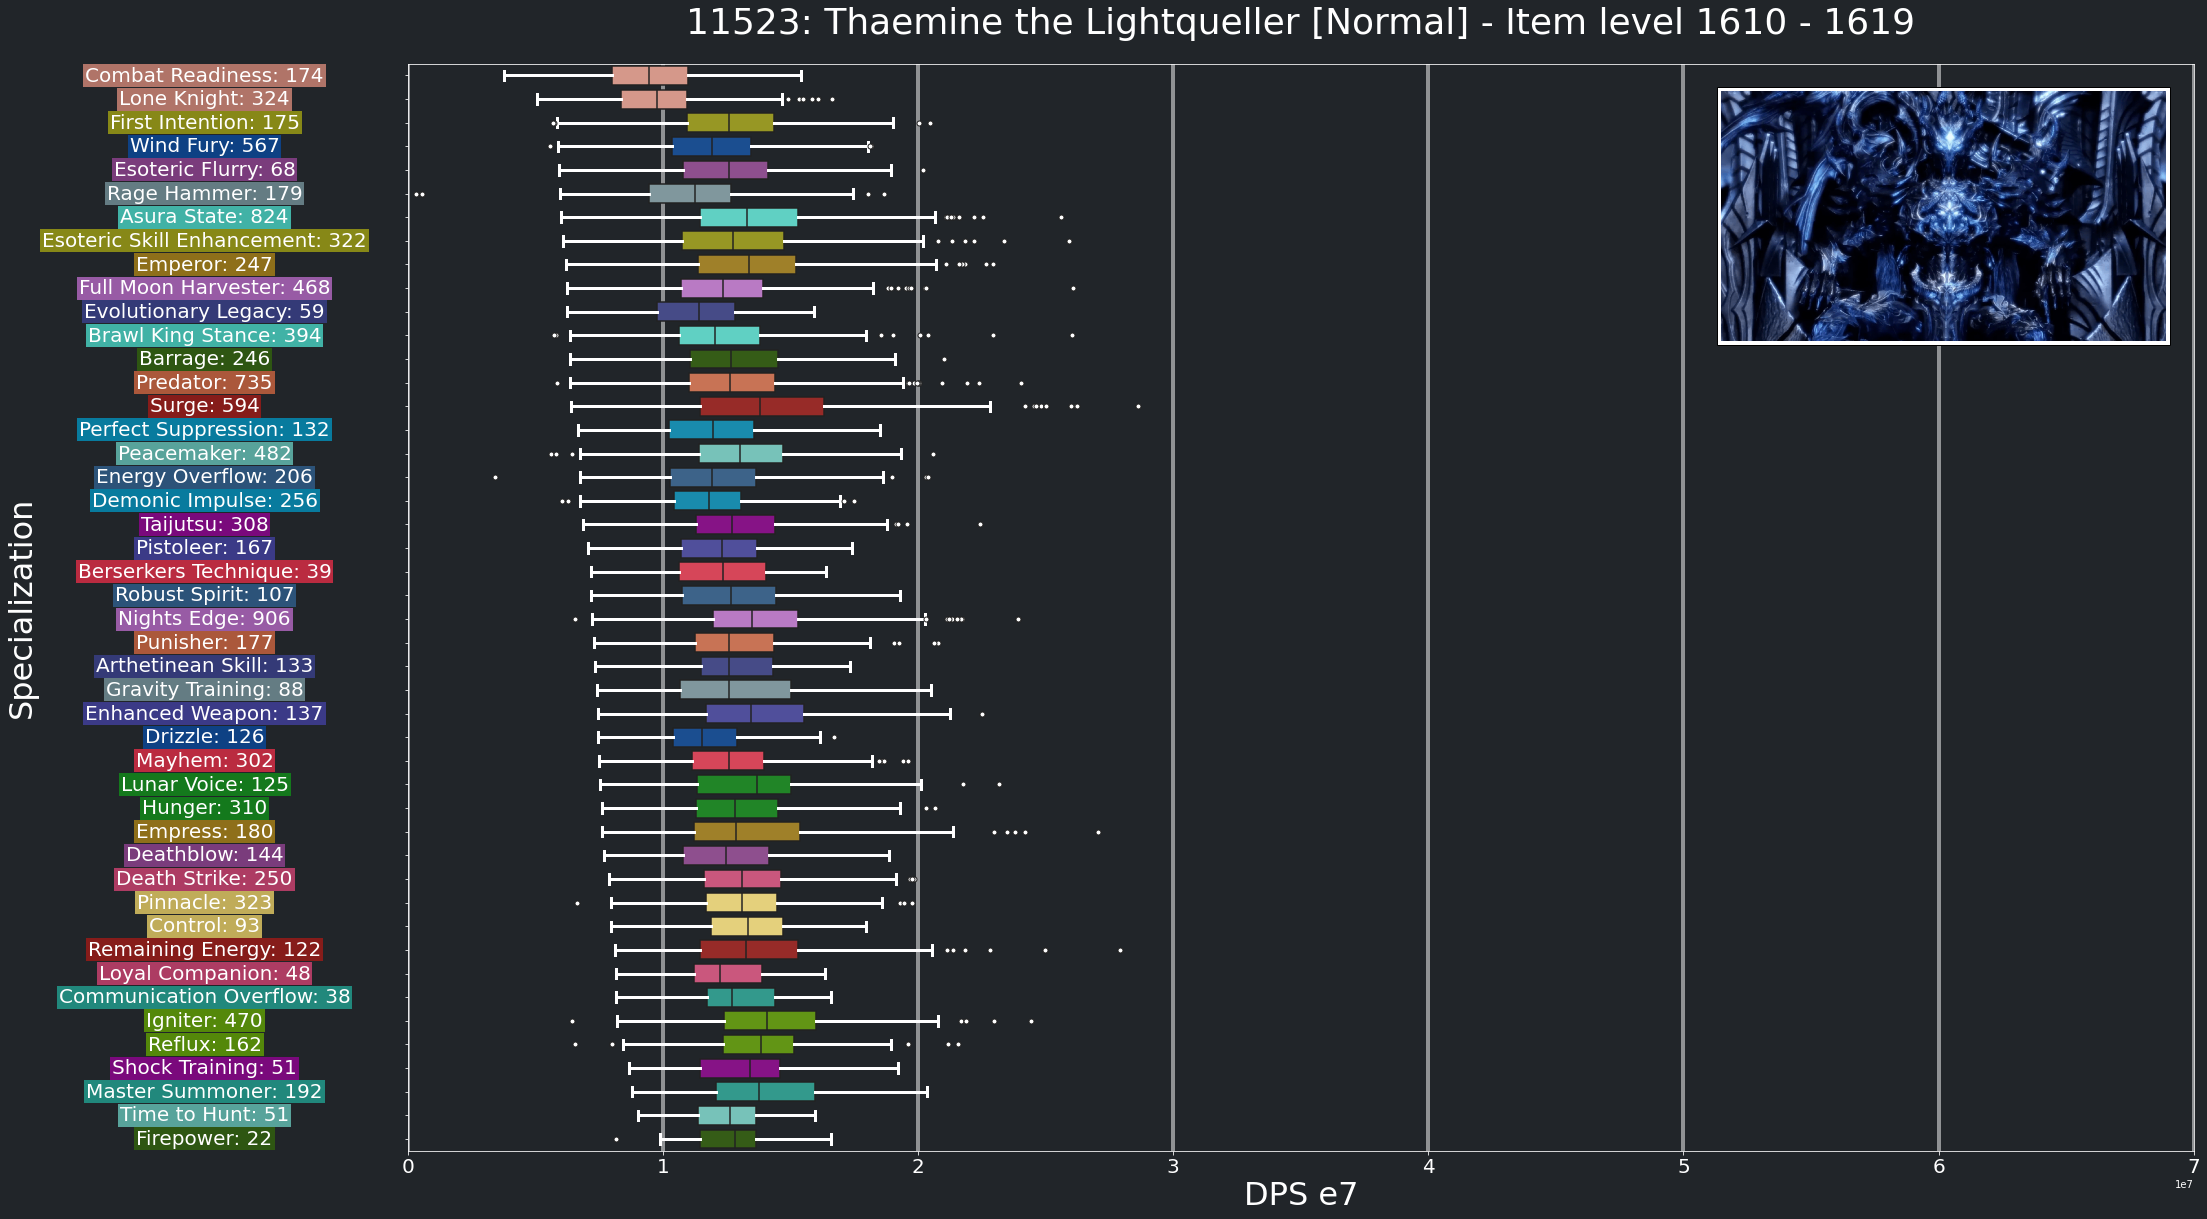 11523: Thaemine the Lightqueller [Normal] - Item level 1610 - 1619
Combat Readiness: 174
Lone Knight: 324
First Intention: 175
Wind Fury: 567
Esoteric Flurry: 68
Rage Hammer: 179
Asura State: 824
Esoteric Skill Enhancement: 322
Emperor: 247
Full Moon Harvester: 468
Evolutionary Legacy: 59
Brawl King Stance: 394
Barrage: 246
Predator: 735
Surge: 594
Perfect Suppression: 132
Peacemaker: 482
Energy Overflow: 206
Demonic Impulse: 256
Taijutsu: 308
Pistoleer: 167
Berserkers Technique: 39
Robust Spirit: 107
Nights Edge: 906
Punisher: 177
Arthetinean Skill: 133
Gravity Training: 88
Enhanced Weapon: 137
Drizzle: 126
Mayhem: 302
Lunar Voice: 125
Hunger: 310
Empress: 180
Deathblow: 144
Death Strike: 250
Pinnacle: 323
Control: 93
Remaining Energy: 122
Loyal Companion: 48
Communication Overflow: 38
Igniter: 470
Reflux: 162
Shock Training: 51
Master Summoner: 192
Time to Hunt: 51
Firepower: 22
Specialization
0 1 2 3 4 5 6 7
1e7
DPS e7